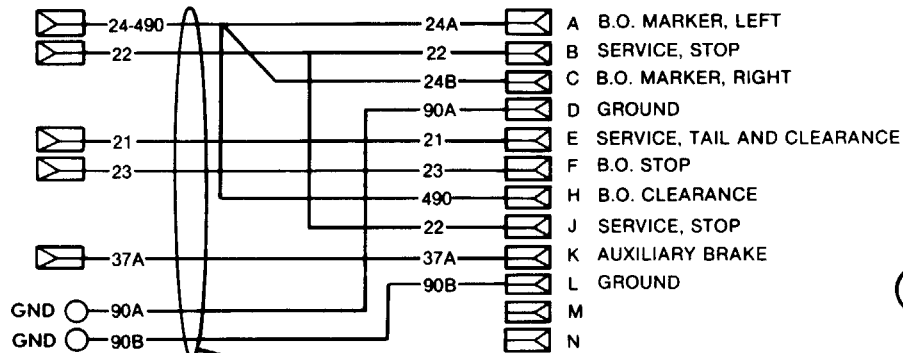 24-490 24A A B.O. MARKER, LEFT
22 22 B SERVICE, STOP
24B C B.O. MARKER, RIGHT
90A D GROUND
21 21 E SERVICE, TAIL AND CLEARANCE
23 23 F B.O. STOP
490 H B.O. CLEARANCE
22 J SERVICE, STOP
37A 37A K AUXILIARY BRAKE
90B L GROUND
GND 90A M
GND 90B N